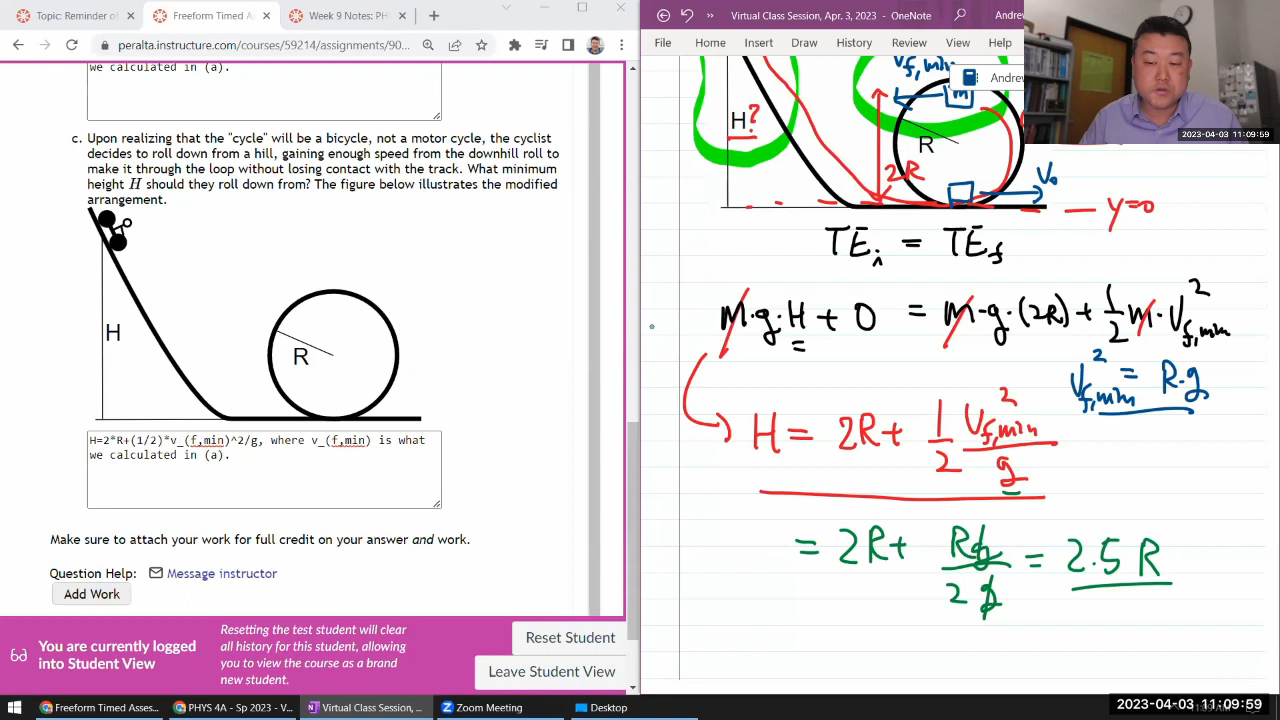 Topic: Reminder o
Freeform Timed A
Week 9 Notes: PH
peralta.instructure.com/courses/59214/assignments/90...
we calculated in (a).
c. Upon realizing that the "cycle" will be a bicycle, not a motor cycle, the cyclist
decides to roll down from a hill, gaining enough speed from the downhill roll to
make it through the loop without losing contact with the track. What minimum
height H should they roll down from? The figure below illustrates the modified
arrangement.
H
R
H=2*R+(1/2)*v_(f,min)^2/g, where v_(f,min) is what
we calculated in (a).
Make sure to attach your work for full credit on your answer and work.
Question Help: Message instructor
Add Work
You are currently logged
into Student View
Resetting the test student will clear
all history for this student, allowing
you to view the course as a brand
new student.
Reset Student
Leave Student View
Virtual Class Session, Apr. 3, 2023 - OneNote
Andrew
File Home Insert Draw History Review View Help
Andrew
2023-04-03 11:09:59
vf,min
m
H?
R
2R
V₀
y=0
TEi = TEf
m·g·H + 0 = m·g·(2R) + 1/2 m·Vf,min²
Vf,min² = R·g
H = 2R + 1/2 Vf,min²/g
= 2R + Rg/2g = 2.5 R
Freeform Timed Asses...
PHYS 4A - Sp 2023 - V...
Virtual Class Session, ...
Zoom Meeting
Desktop
2023-04-03 11:09:59